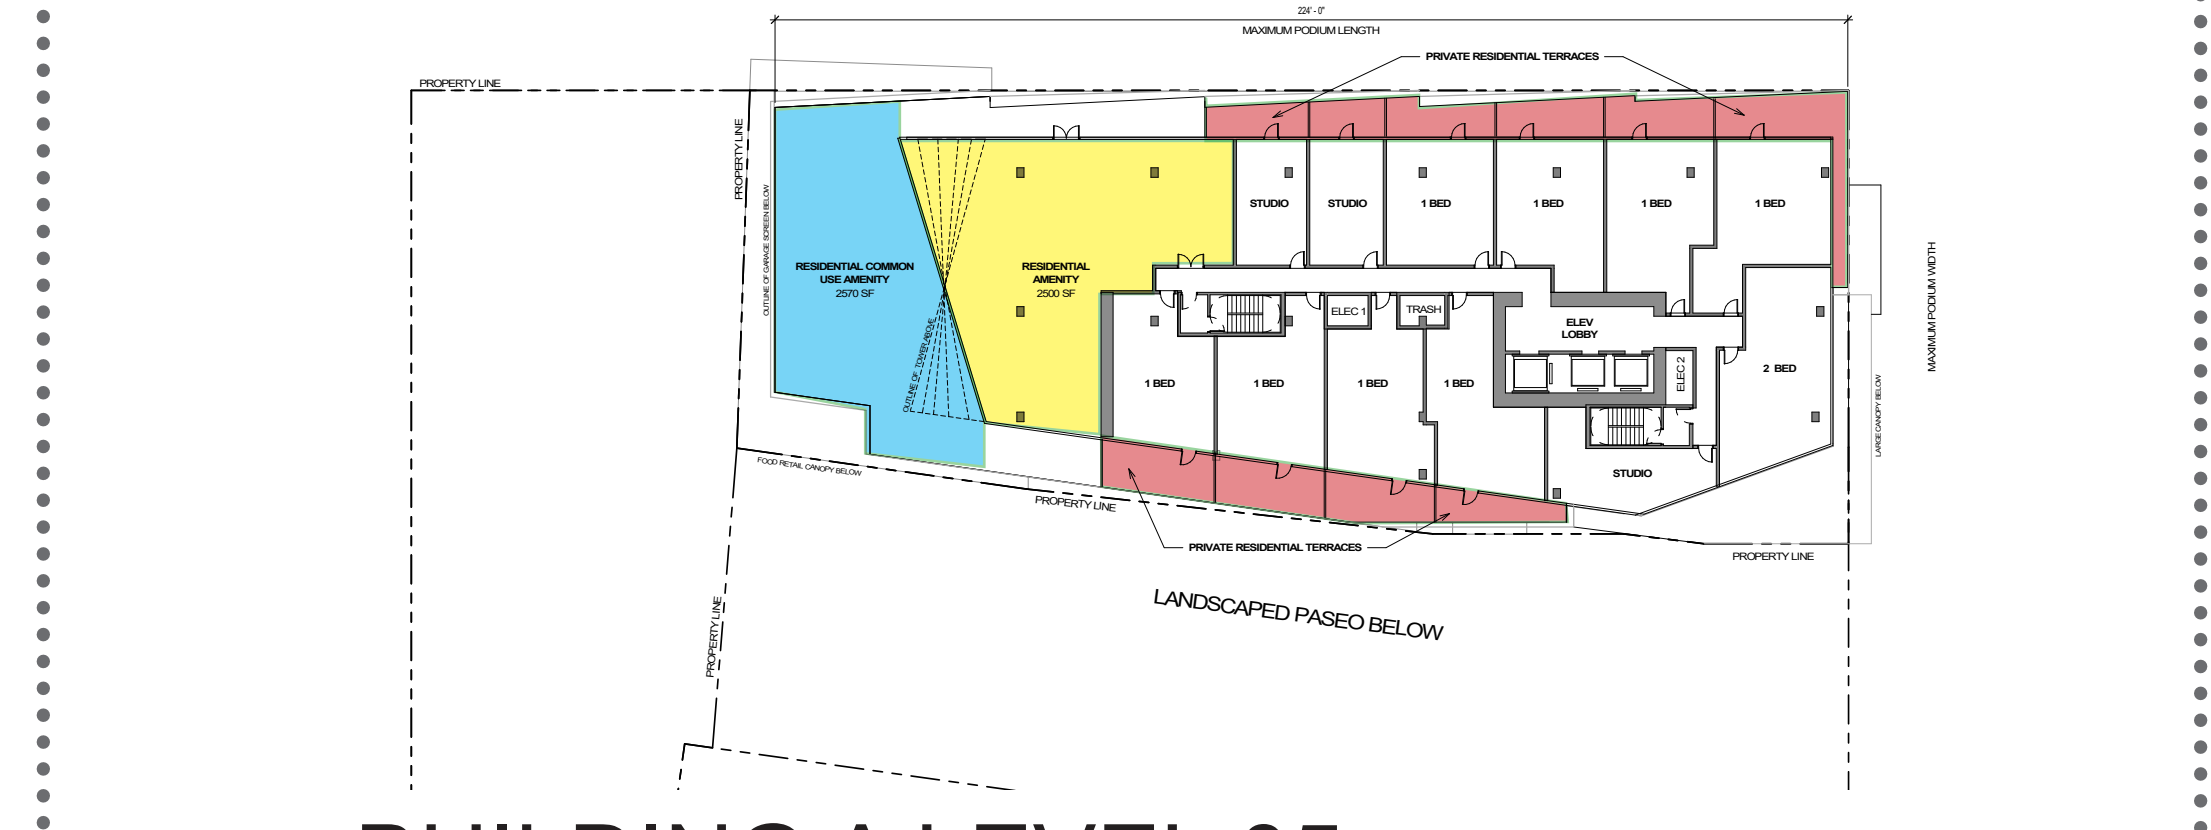 224' - 0"
MAXIMUM PODIUM LENGTH
PRIVATE RESIDENTIAL TERRACES
PROPERTY LINE
PROPERTY LINE
OUTLINE OF GARAGE SCREEN BELOW
STUDIO
STUDIO
1 BED
1 BED
1 BED
1 BED
MAXIMUM PODIUM WIDTH
RESIDENTIAL COMMON
USE AMENITY
2570 SF
RESIDENTIAL
AMENITY
2500 SF
OUTLINE OF TOWER ABOVE
ELEC 1
TRASH
ELEV
LOBBY
ELEC 2
1 BED
1 BED
1 BED
1 BED
2 BED
LARGE CANOPY BELOW
STUDIO
FOOD RETAIL CANOPY BELOW
PROPERTY LINE
PRIVATE RESIDENTIAL TERRACES
PROPERTY LINE
LANDSCAPED PASEO BELOW
PROPERTY LINE
BUILDING A LEVEL 05